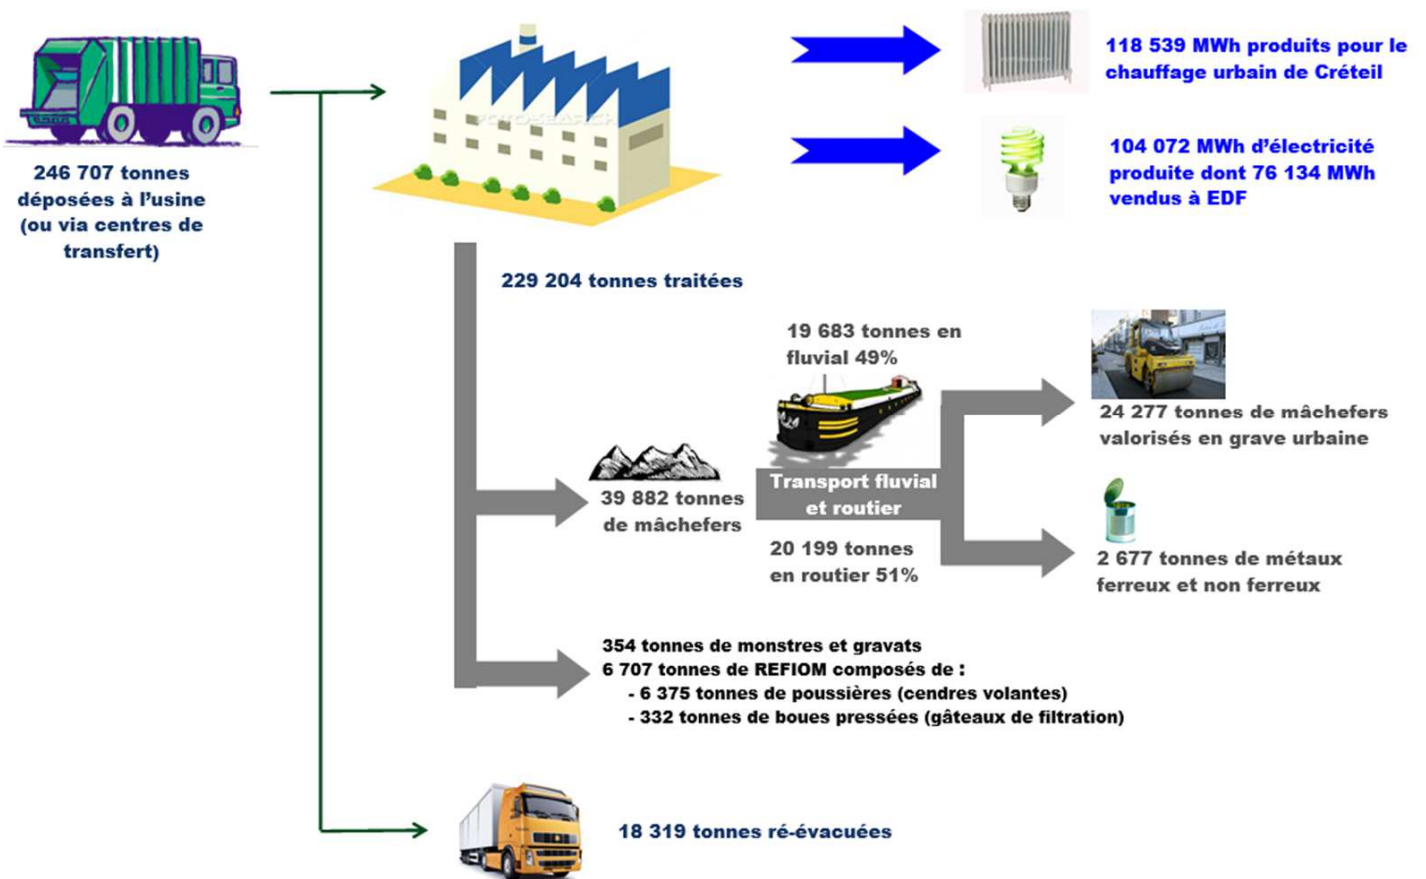 118 539 MWh produits pour le
chauffage urbain de Créteil
FOTOSEARCH
104 072 MWh d’électricité
produite dont 76 134 MWh
vendus à EDF
246 707 tonnes
déposées à l’usine
(ou via centres de
transfert)
229 204 tonnes traitées
19 683 tonnes en
fluvial 49%
24 277 tonnes de mâchefers
valorisés en grave urbaine
39 882 tonnes
de mâchefers
Transport fluvial
et routier
20 199 tonnes
en routier 51%
2 677 tonnes de métaux
ferreux et non ferreux
354 tonnes de monstres et gravats
6 707 tonnes de REFIOM composés de :
- 6 375 tonnes de poussières (cendres volantes)
- 332 tonnes de boues pressées (gâteaux de filtration)
18 319 tonnes ré-évacuées